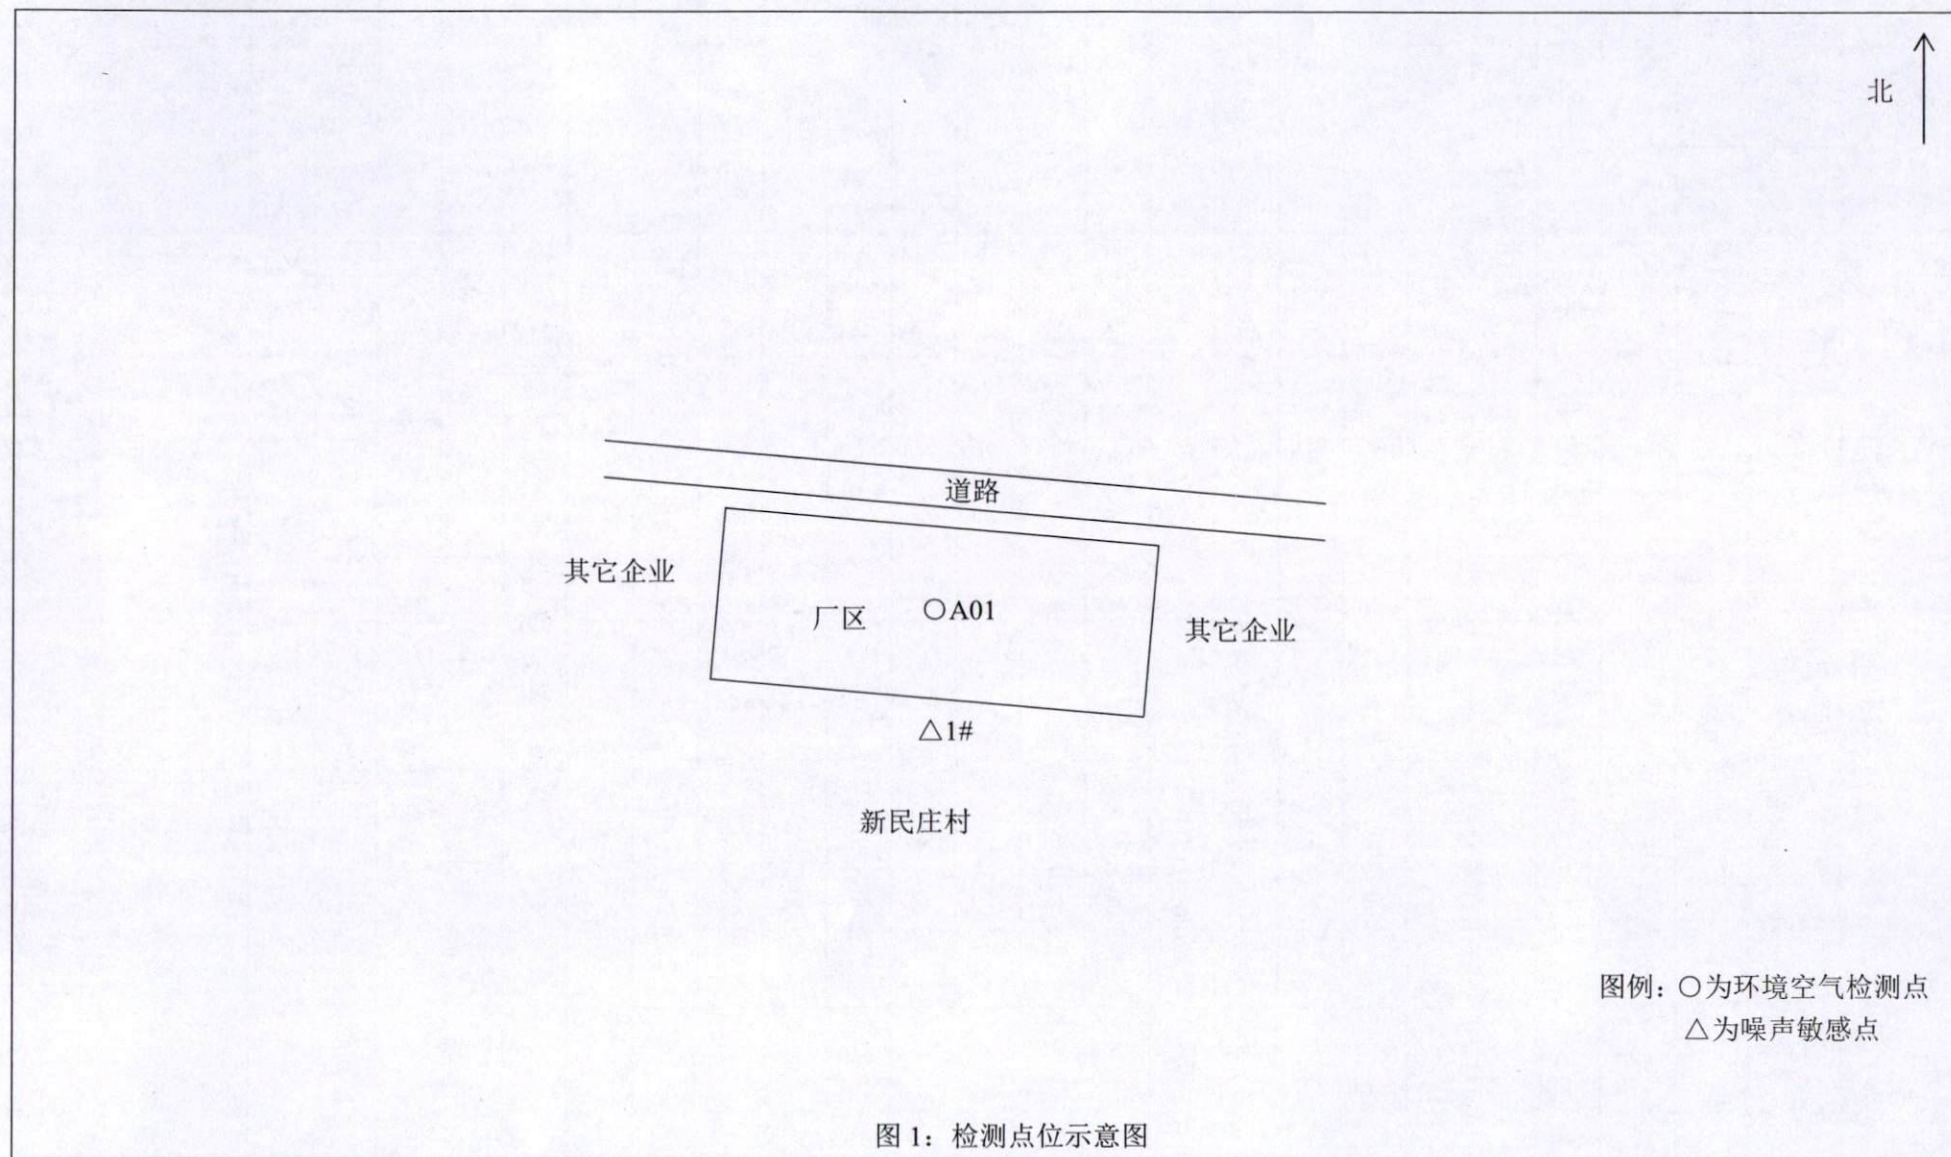 北
道路
其它企业
厂区 ○A01
其它企业
△1#
新民庄村
图例：○为环境空气检测点
△为噪声敏感点
图 1：检测点位示意图